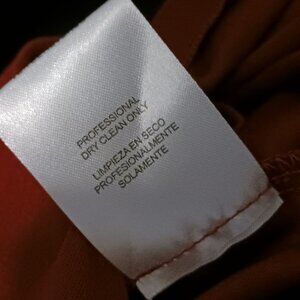 PROFESSIONAL
DRY CLEAN ONLY
LIMPIEZA EN SECO
PROFESIONALMENTE
SOLAMENTE